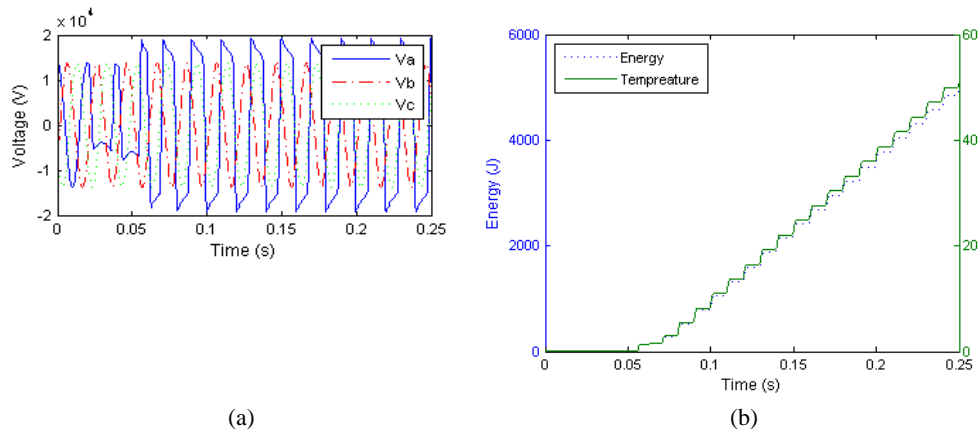 x 10⁴
2
1
0
-1
-2
Voltage (V)
Va
Vb
Vc
0 0.05 0.1 0.15 0.2 0.25
Time (s)
(a)
6000
4000
2000
0
Energy (J)
Energy
Tempreature
60
40
20
0
0 0.05 0.1 0.15 0.2 0.25
Time (s)
(b)